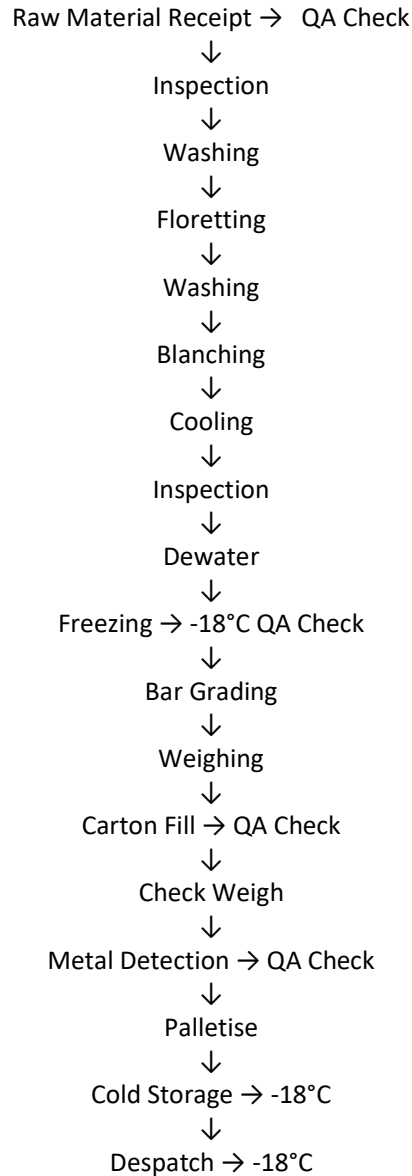 Raw Material Receipt → QA Check
↓
Inspection
↓
Washing
↓
Floretting
↓
Washing
↓
Blanching
↓
Cooling
↓
Inspection
↓
Dewater
↓
Freezing → -18°C QA Check
↓
Bar Grading
↓
Weighing
↓
Carton Fill → QA Check
↓
Check Weigh
↓
Metal Detection → QA Check
↓
Palletise
↓
Cold Storage → -18°C
↓
Despatch → -18°C